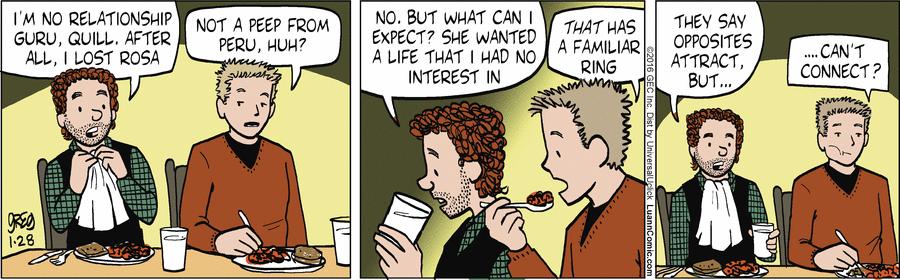 I'M NO RELATIONSHIP
GURU, QUILL. AFTER
ALL, I LOST ROSA
NOT A PEEP FROM
PERU, HUH?
GREG
1·28
NO. BUT WHAT CAN I
EXPECT? SHE WANTED
A LIFE THAT I HAD NO
INTEREST IN
THAT HAS
A FAMILIAR
RING
©2016 GEC Inc. Dist by UniversalUclick LuannComic.com
THEY SAY
OPPOSITES
ATTRACT,
BUT...
....CAN'T
CONNECT?